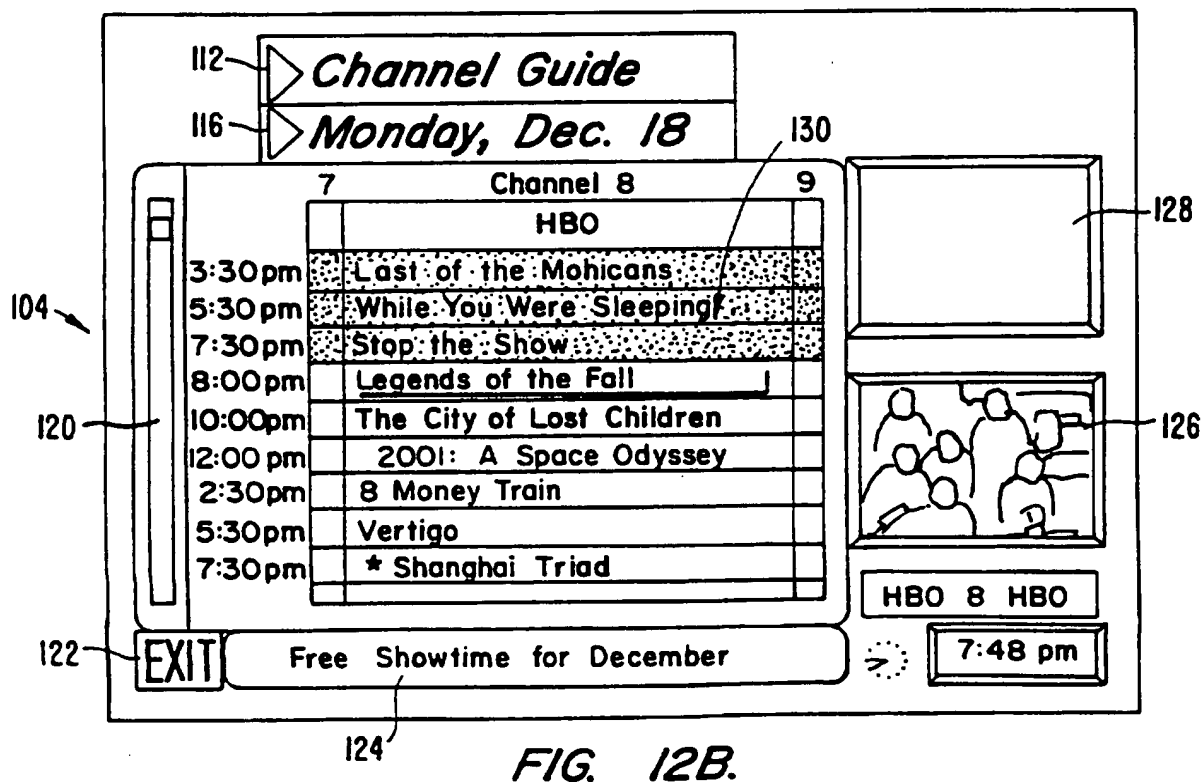 112 Channel Guide
116 Monday, Dec. 18
130
7 Channel 8 9
HBO
128
3:30pm Last of the Mohicans
104
5:30pm While You Were Sleeping
7:30pm Stop the Show
8:00pm Legends of the Fall
120
10:00pm The City of Lost Children
126
12:00 pm 2001: A Space Odyssey
2:30pm 8 Money Train
5:30pm Vertigo
7:30pm * Shanghai Triad
HBO 8 HBO
122 EXIT Free Showtime for December 7:48 pm
124
FIG. 12B.